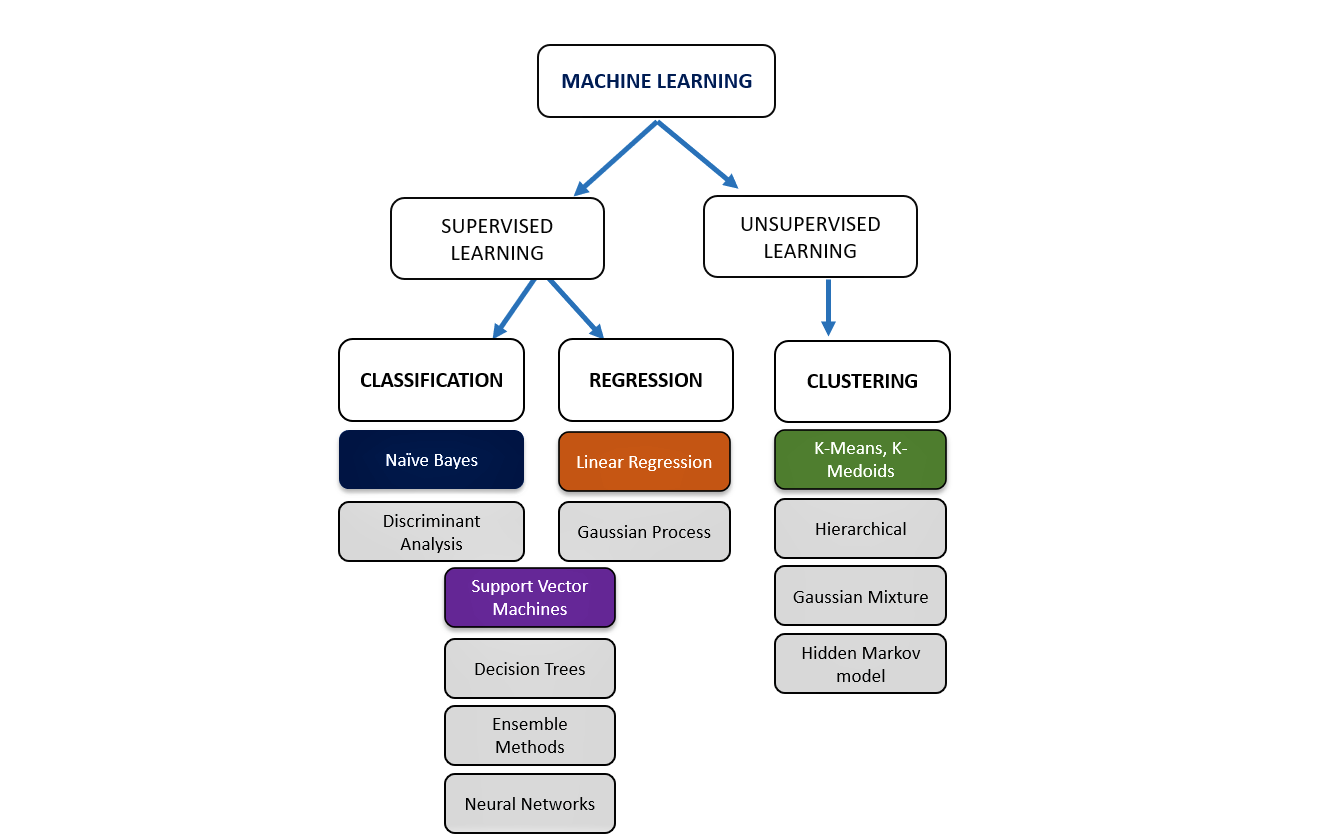 MACHINE LEARNING
SUPERVISED
LEARNING
UNSUPERVISED
LEARNING
CLASSIFICATION
REGRESSION
CLUSTERING
Naïve Bayes
Linear Regression
K-Means, K-
Medoids
Discriminant
Analysis
Gaussian Process
Hierarchical
Support Vector
Machines
Gaussian Mixture
Decision Trees
Hidden Markov
model
Ensemble
Methods
Neural Networks